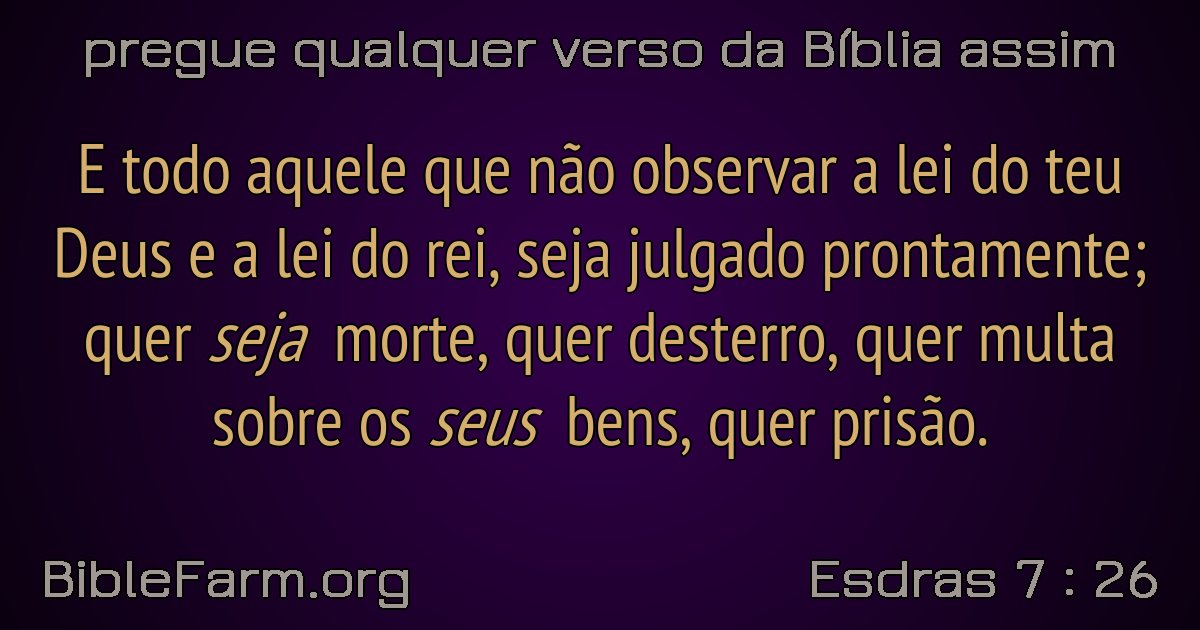 pregue qualquer verso da Bíblia assim
E todo aquele que não observar a lei do teu
Deus e a lei do rei, seja julgado prontamente;
quer seja morte, quer desterro, quer multa
sobre os seus bens, quer prisão.
BibleFarm.org
Esdras 7 : 26